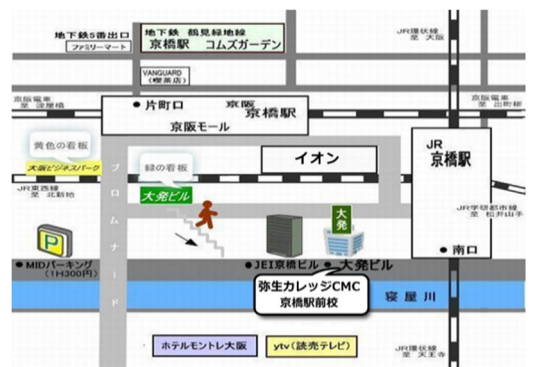 地下鉄5番出口
ファミリーマート
地下鉄 鶴見緑地線
京橋駅 コムズガーデン
JR環状線
至 大阪
VANGUARD
(喫茶店)
京阪電車
至 淀屋橋
片町口
京阪
京橋駅
京阪モール
京阪電車
至 出町柳
黄色の看板
大阪ビジネスパーク
緑の看板
大発ビル
イオン
JR
京橋駅
JR東西線
至 北新地
プロムナード
JR学研都市線
至 松井山手
P
MIDパーキング
(1H300円)
大発
JEI京橋ビル
大発ビル
南口
弥生カレッジCMC
京橋駅前校
寝屋川
ホテルモントレ大阪
ytv(読売テレビ)
JR環状線
至 天王寺